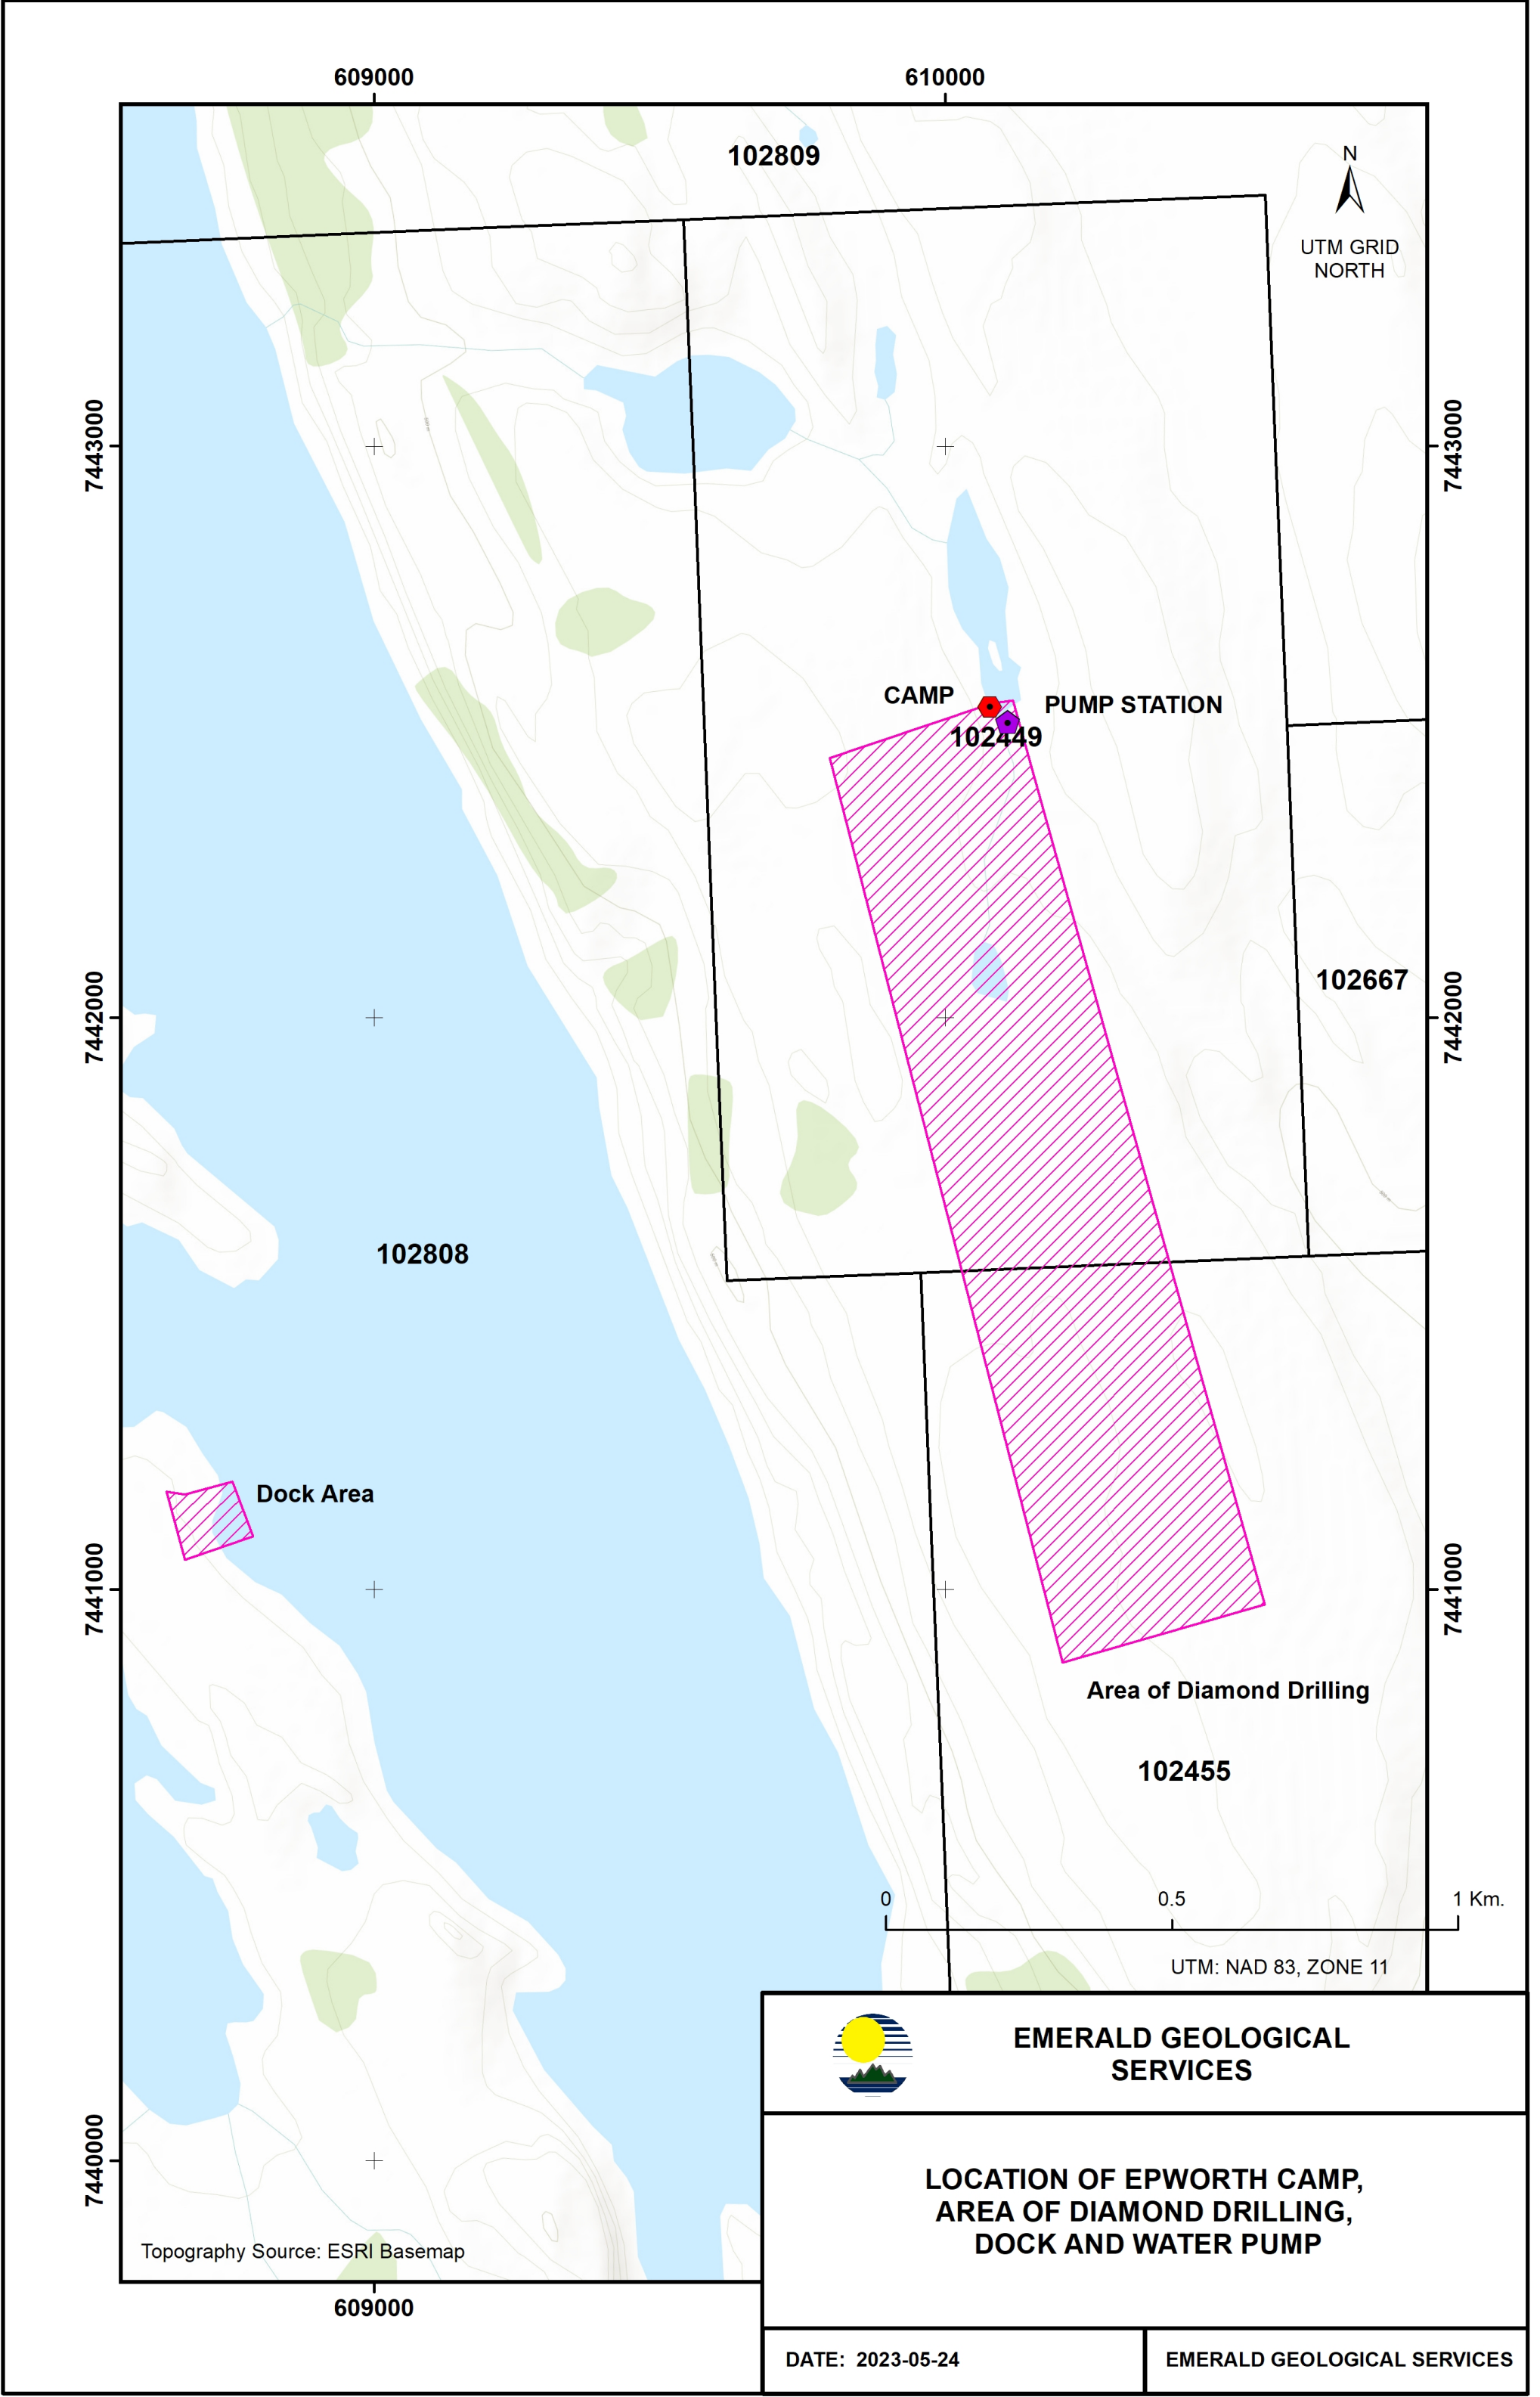 609000
610000
102809
N
UTM GRID
NORTH
7443000
7443000
CAMP
PUMP STATION
102449
102667
7442000
7442000
102808
Dock Area
7441000
7441000
Area of Diamond Drilling
102455
0
0.5
1 Km.
UTM: NAD 83, ZONE 11
EMERALD GEOLOGICAL
SERVICES
7440000
LOCATION OF EPWORTH CAMP,
AREA OF DIAMOND DRILLING,
DOCK AND WATER PUMP
Topography Source: ESRI Basemap
609000
DATE: 2023-05-24
EMERALD GEOLOGICAL SERVICES